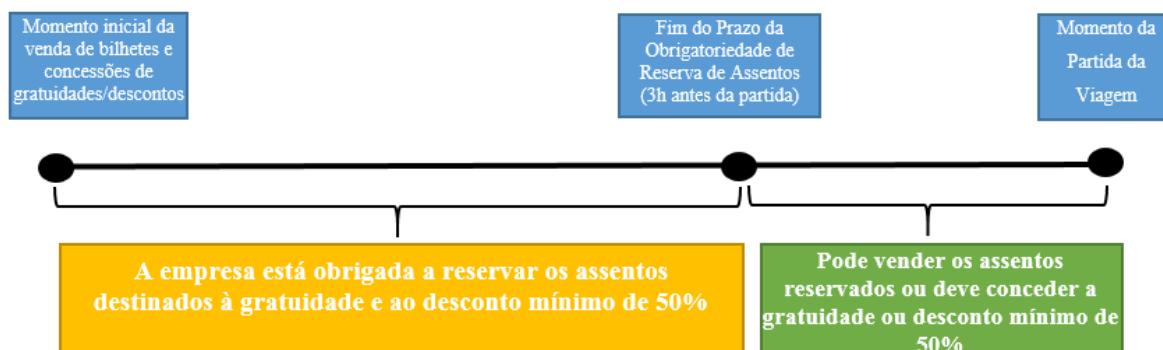 Momento inicial da
venda de bilhetes e
concessões de
gratuidades/descontos
Fim do Prazo da
Obrigatoriedade de
Reserva de Assentos
(3h antes da partida)
Momento da
Partida da
Viagem
A empresa está obrigada a reservar os assentos
destinados à gratuidade e ao desconto mínimo de 50%
Pode vender os assentos
reservados ou deve conceder a
gratuidade ou desconto mínimo de
50%